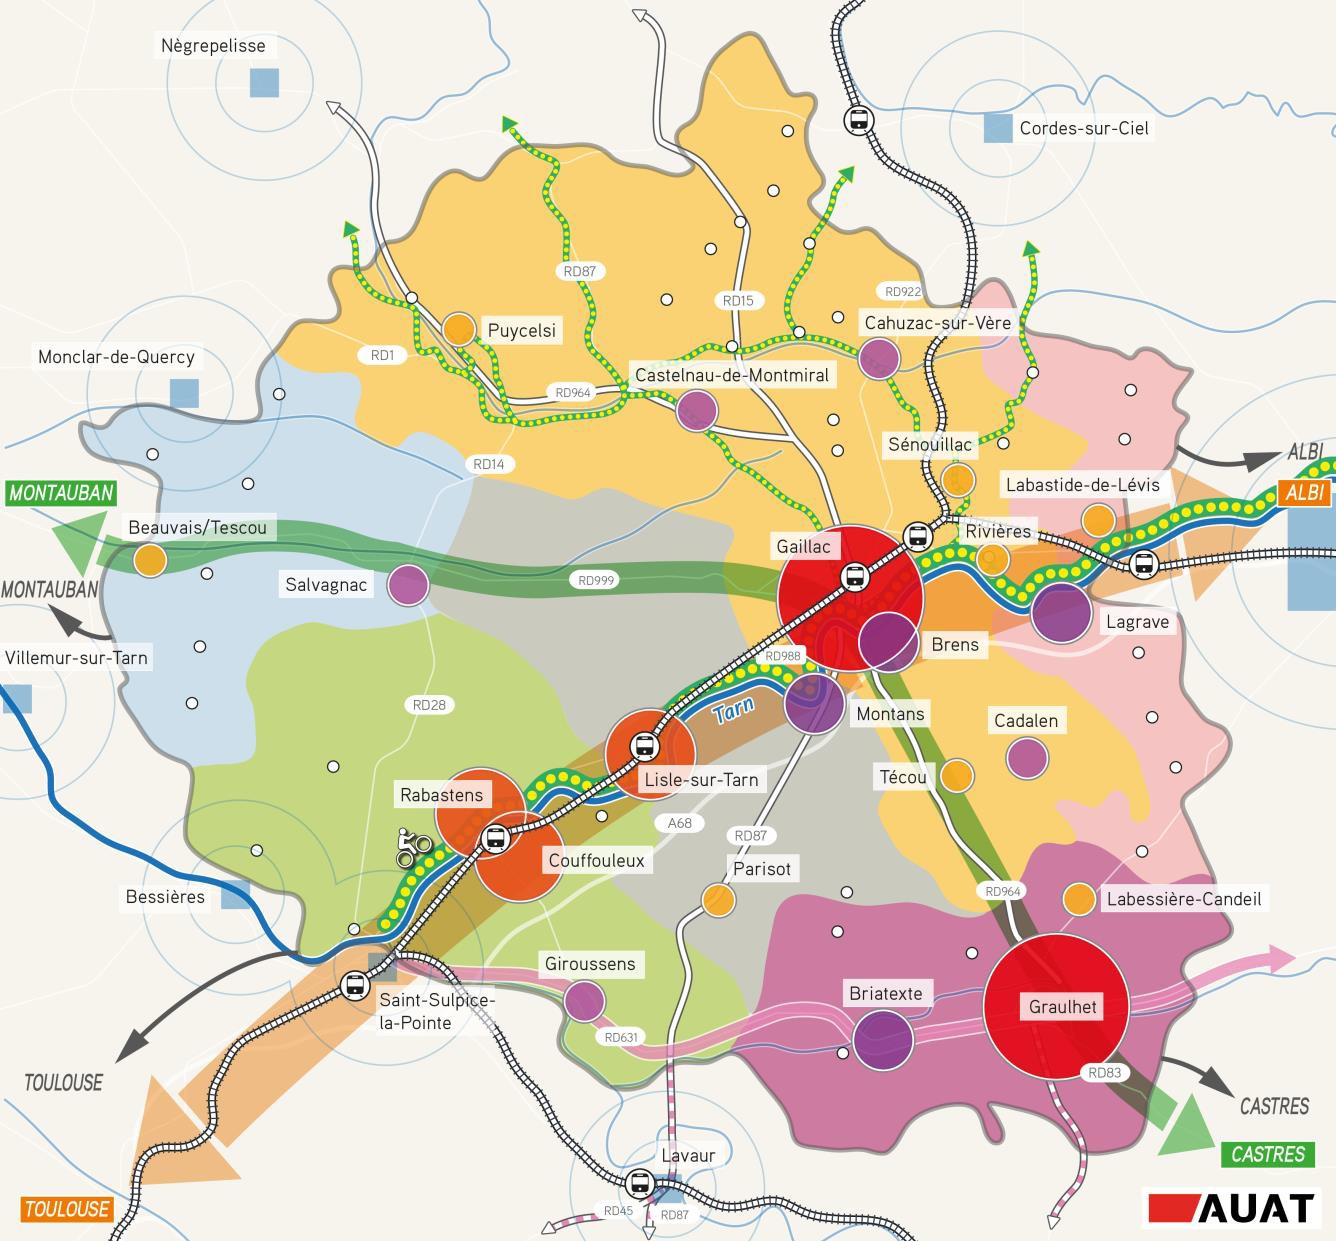 Nègrepelisse
Cordes-sur-Ciel
RD87
RD15
RD922
Puycelsi
Cahuzac-sur-Vère
Monclar-de-Quercy
RD1
Castelnau-de-Montmiral
RD964
Sénouillac
ALBI
RD14
MONTAUBAN
Labastide-de-Lévis
ALBI
Beauvais/Tescou
Rivières
Gaillac
Salvagnac
RD999
MONTAUBAN
Lagrave
Villemur-sur-Tarn
Brens
RD988
RD28
Tarn
Montans
Cadalen
Lisle-sur-Tarn
Técou
Rabastens
A68
RD87
Couffouleux
Parisot
RD964
Bessières
Labessière-Candeil
Giroussens
Briatexte
Saint-Sulpice-
la-Pointe
Graulhet
RD631
TOULOUSE
RD83
CASTRES
Lavaur
CASTRES
TOULOUSE
RD45
RD87
AUAT